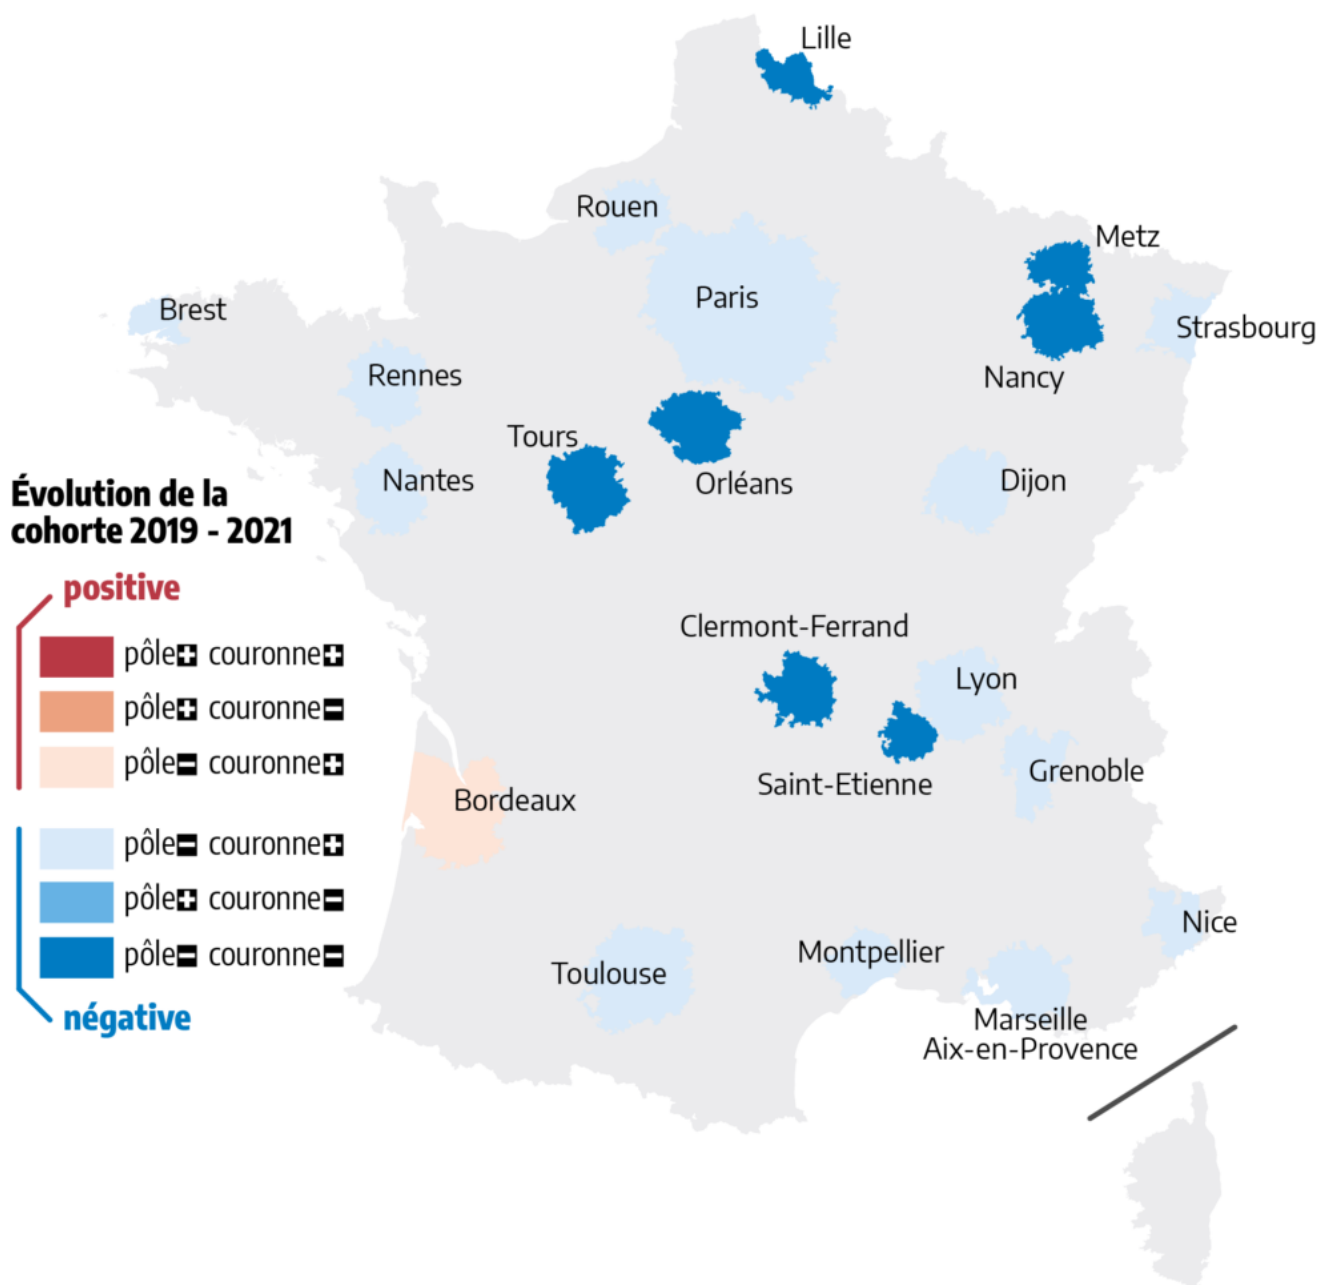 Lille
Rouen
Metz
Paris
Brest
Strasbourg
Rennes
Nancy
Tours
Nantes
Orléans
Dijon
Évolution de la
cohorte 2019 - 2021
positive
pôle+ couronne+
pôle+ couronne-
pôle- couronne+
pôle- couronne+
pôle+ couronne-
pôle- couronne-
négative
Clermont-Ferrand
Lyon
Saint-Etienne
Grenoble
Bordeaux
Nice
Montpellier
Toulouse
Marseille
Aix-en-Provence